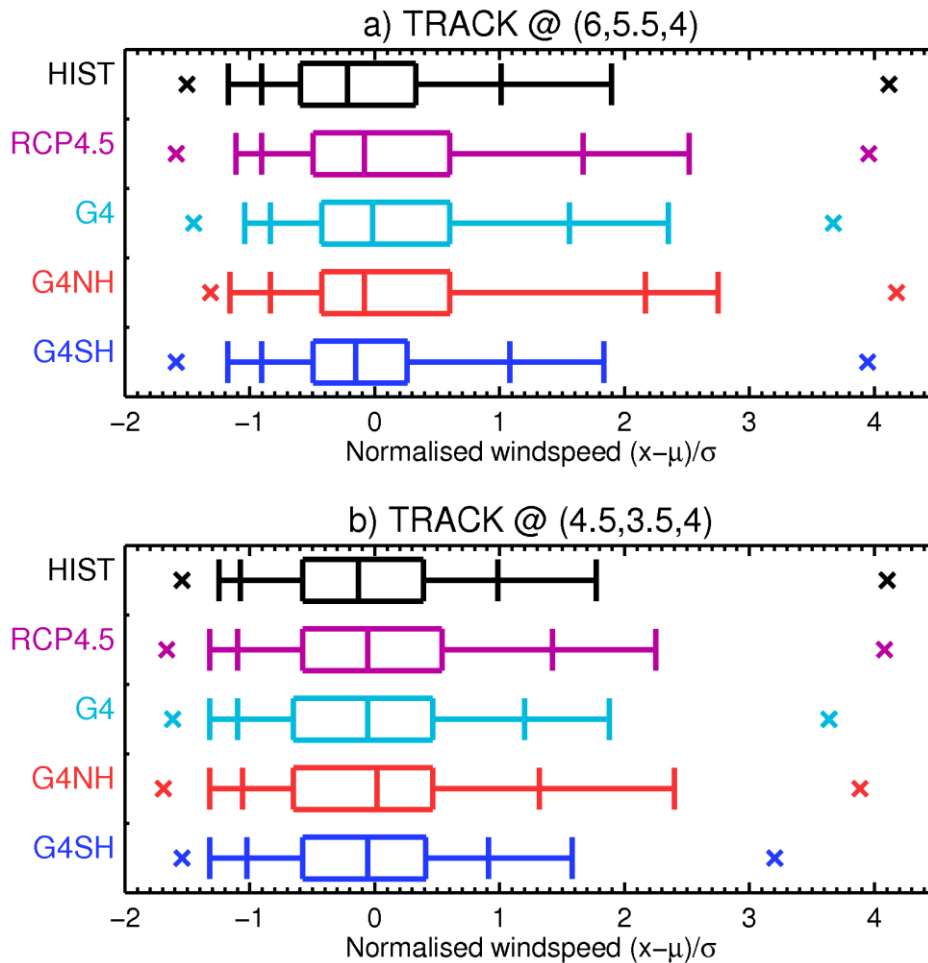 a) TRACK @ (6,5.5,4)
HIST
RCP4.5
G4
G4NH
G4SH
−2 −1 0 1 2 3 4
Normalised windspeed (x−μ)/σ
b) TRACK @ (4.5,3.5,4)
HIST
RCP4.5
G4
G4NH
G4SH
−2 −1 0 1 2 3 4
Normalised windspeed (x−μ)/σ